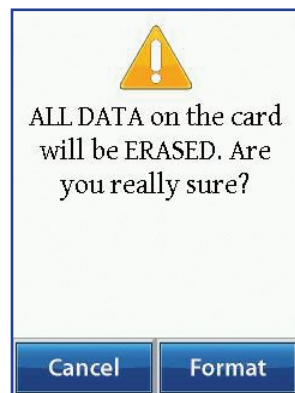 ALL DATA on the card
will be ERASED. Are
you really sure?
Cancel
Format